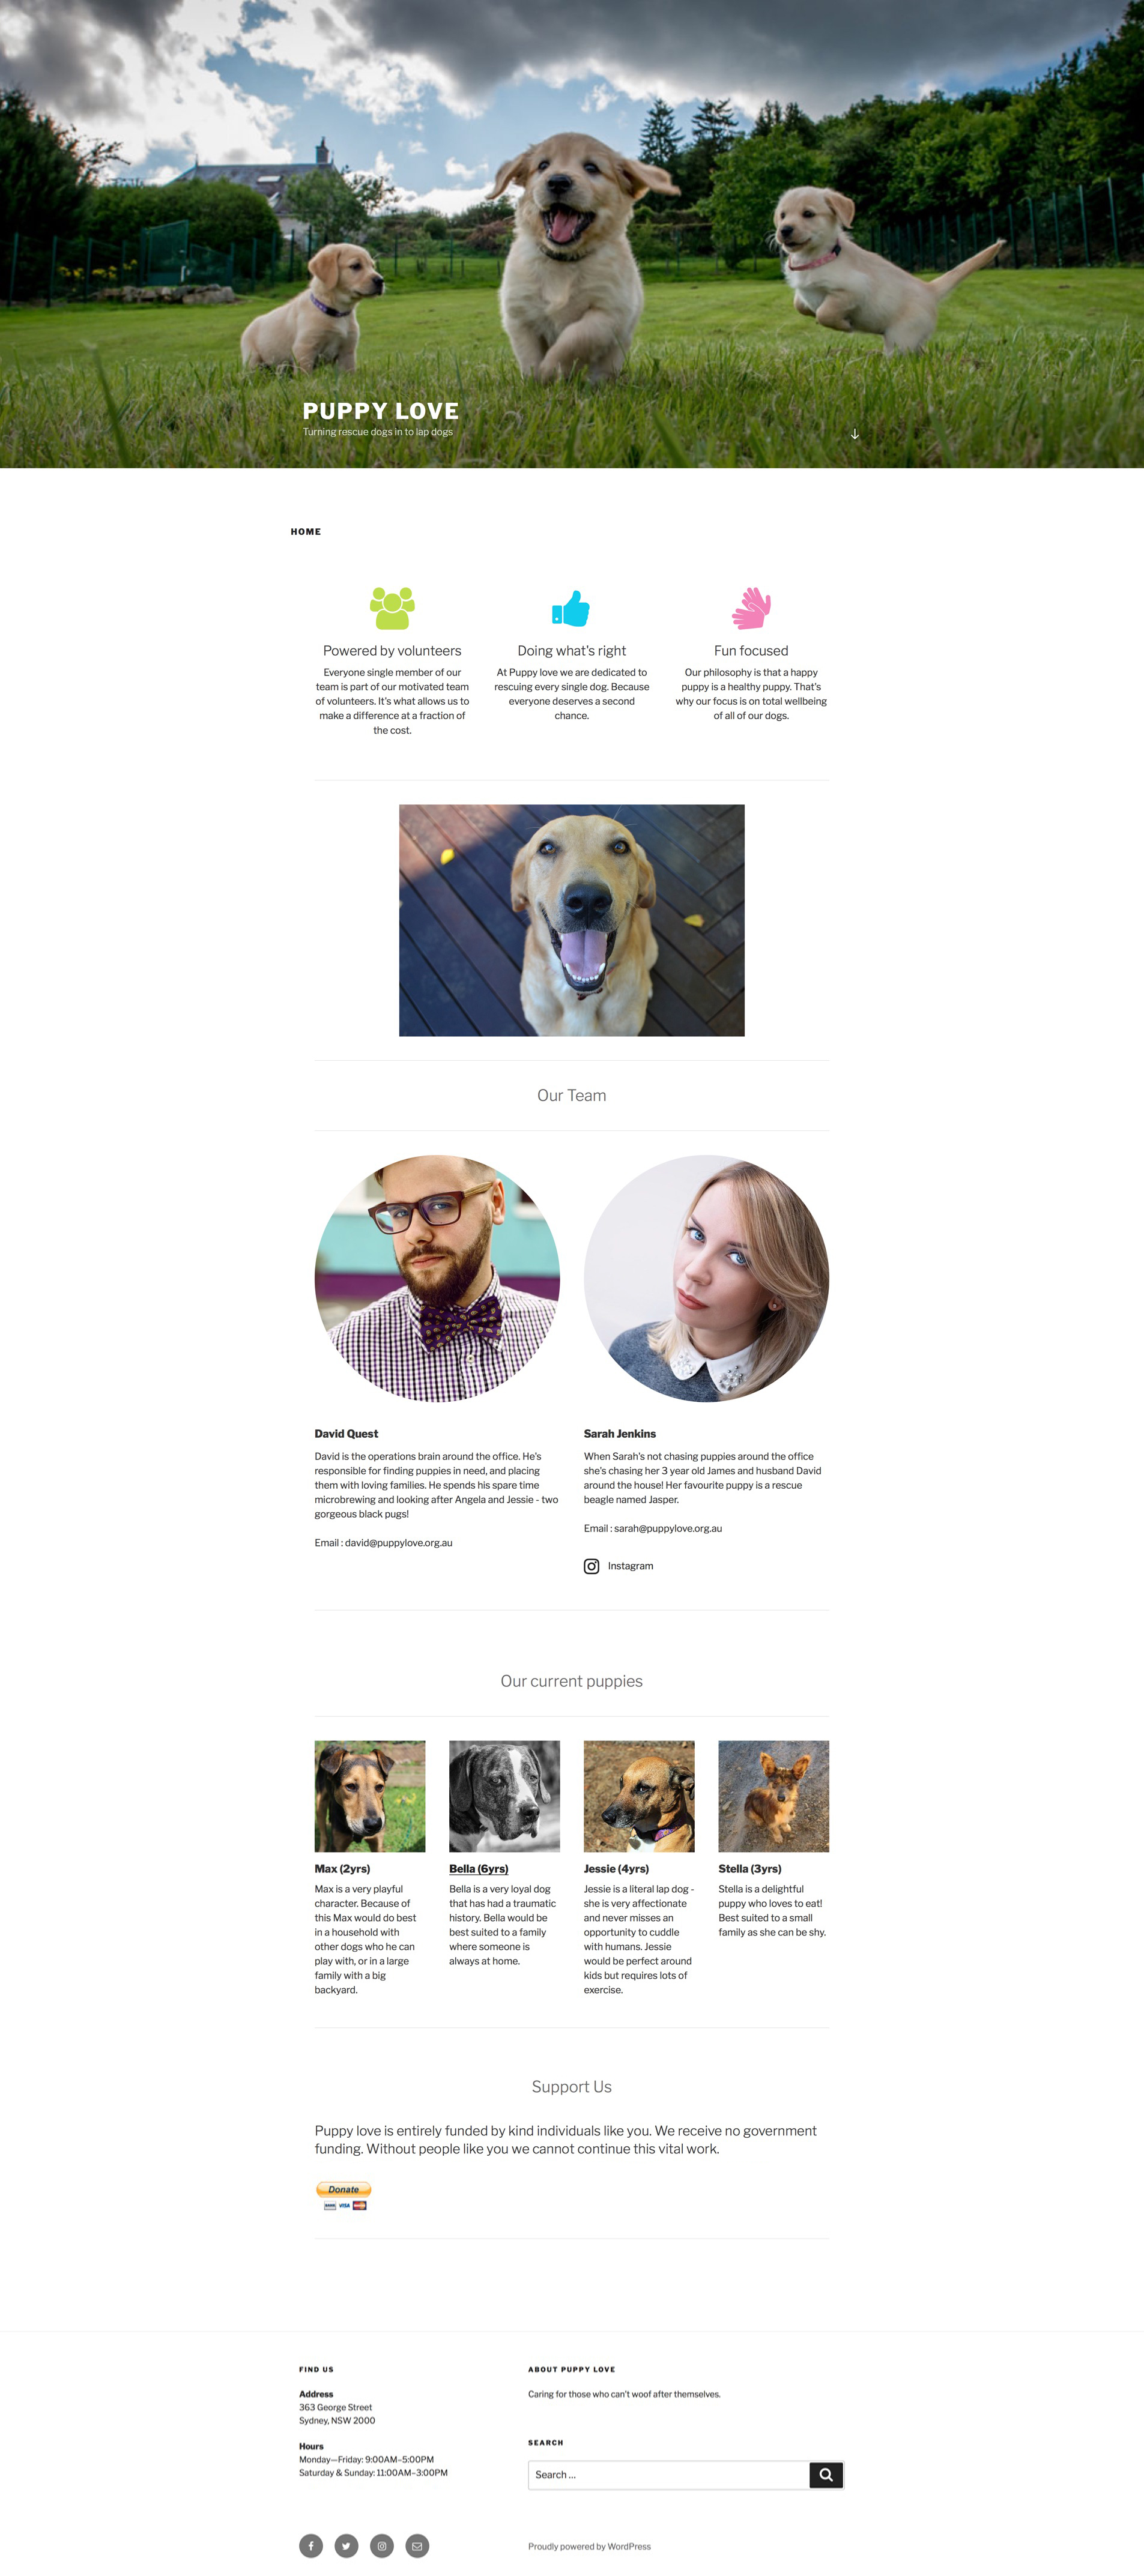 PUPPY LOVE
Turning rescue dogs in to lap dogs
HOME
Powered by volunteers
Everyone single member of our
team is part of our motivated team
of volunteers. It's what allows us to
make a difference at a fraction of
the cost.
Doing what's right
At Puppy love we are dedicated to
rescuing every single dog. Because
everyone deserves a second
chance.
Fun focused
Our philosophy is that a happy
puppy is a healthy puppy. That's
why our focus is on total wellbeing
of all of our dogs.
Our Team
David Quest
David is the operations brain around the office. He's
responsible for finding puppies in need, and placing
them with loving families. He spends his spare time
microbrewing and looking after Angela and Jessie - two
gorgeous black pugs!
Email : david@puppylove.org.au
Sarah Jenkins
When Sarah's not chasing puppies around the office
she's chasing her 3 year old James and husband David
around the house! Her favourite puppy is a rescue
beagle named Jasper.
Email : sarah@puppylove.org.au
Instagram
Our current puppies
Max (2yrs)
Max is a very playful
character. Because of
this Max would do best
in a household with
other dogs who he can
play with, or in a large
family with a big
backyard.
Bella (6yrs)
Bella is a very loyal dog
that has had a traumatic
history. Bella would be
best suited to a family
where someone is
always at home.
Jessie (4yrs)
Jessie is a literal lap dog -
she is very affectionate
and never misses an
opportunity to cuddle
with humans. Jessie
would be perfect around
kids but requires lots of
exercise.
Stella (3yrs)
Stella is a delightful
puppy who loves to eat!
Best suited to a small
family as she can be shy.
Support Us
Puppy love is entirely funded by kind individuals like you. We receive no government
funding. Without people like you we cannot continue this vital work.
Donate
VISA
FIND US
Address
363 George Street
Sydney, NSW 2000
Hours
Monday—Friday: 9:00AM–5:00PM
Saturday & Sunday: 11:00AM–3:00PM
ABOUT PUPPY LOVE
Caring for those who can't woof after themselves.
SEARCH
Search …
Proudly powered by WordPress